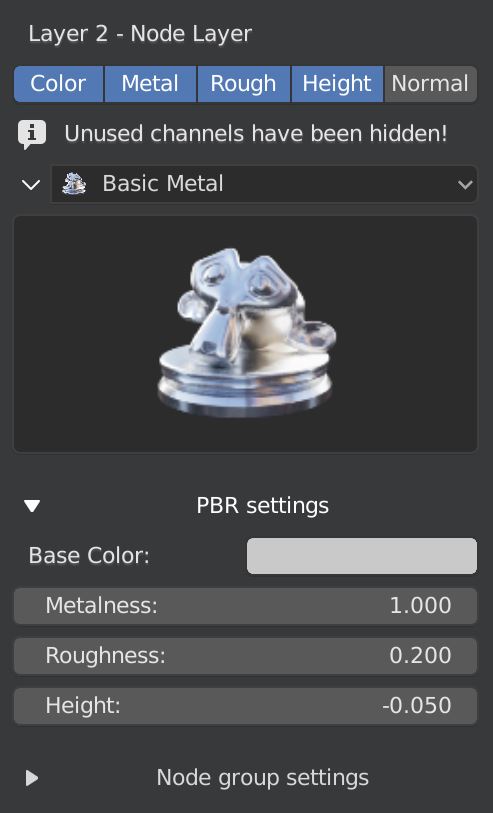 Layer 2 - Node Layer
Color Metal Rough Height Normal
Unused channels have been hidden!
Basic Metal
PBR settings
Base Color:
Metalness: 1.000
Roughness: 0.200
Height: -0.050
Node group settings